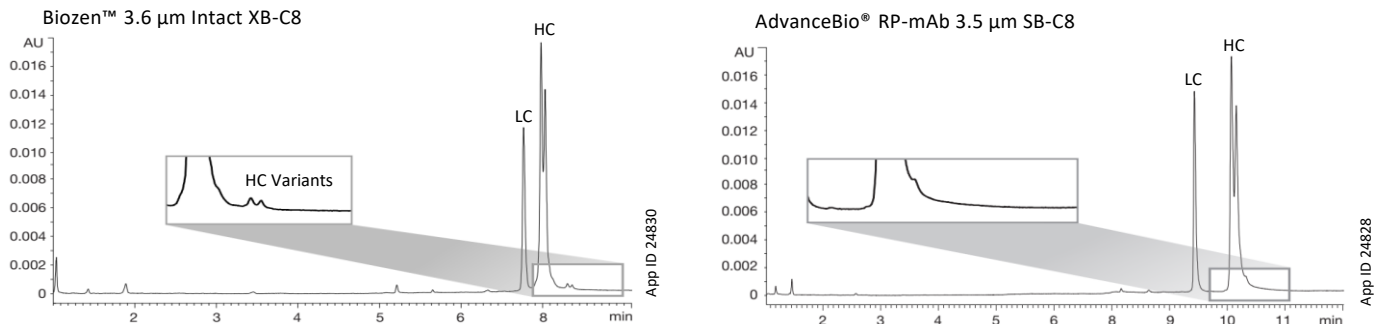 Biozen™ 3.6 μm Intact XB-C8
AU
0.016
0.014
0.012
0.010
0.008
0.006
0.004
0.002
0
2
3
4
5
6
7
8
min
LC
HC
HC Variants
App ID 24830
AdvanceBio® RP-mAb 3.5 μm SB-C8
AU
0.016
0.014
0.012
0.010
0.008
0.006
0.004
0.002
0
2
3
4
5
6
7
8
9
10
11
min
LC
HC
App ID 24828